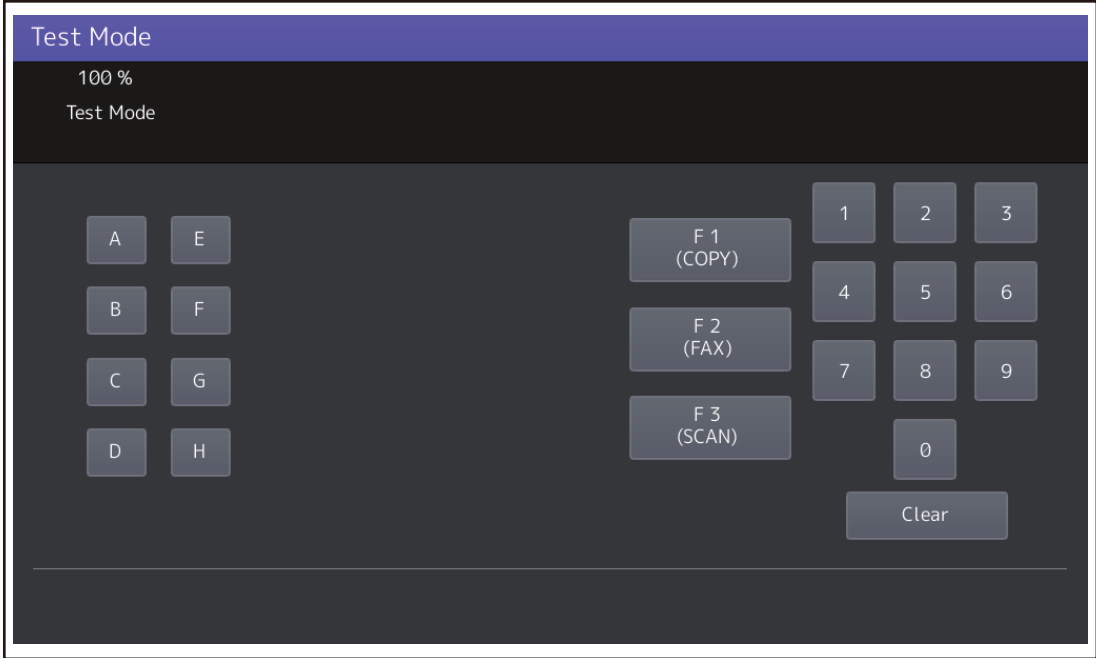 Test Mode
100 %
Test Mode
A E
B F
C G
D H
F 1
(COPY)
F 2
(FAX)
F 3
(SCAN)
1 2 3
4 5 6
7 8 9
0
Clear